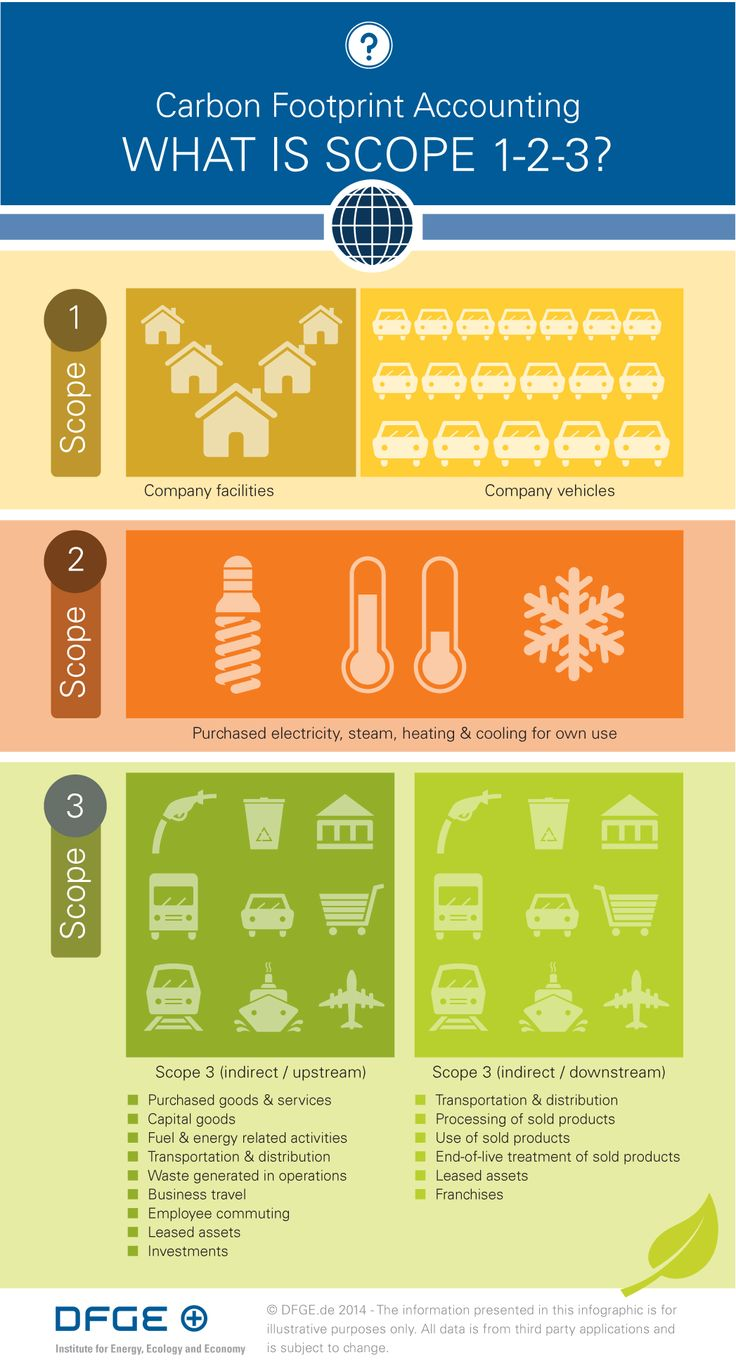 ?
Carbon Footprint Accounting
WHAT IS SCOPE 1-2-3?
1
Scope
Company facilities
Company vehicles
2
Scope
Purchased electricity, steam, heating & cooling for own use
3
Scope
Scope 3 (indirect / upstream)
Purchased goods & services
Capital goods
Fuel & energy related activities
Transportation & distribution
Waste generated in operations
Business travel
Employee commuting
Leased assets
Investments
Scope 3 (indirect / downstream)
Transportation & distribution
Processing of sold products
Use of sold products
End-of-live treatment of sold products
Leased assets
Franchises
DFGE
Institute for Energy, Ecology and Economy
© DFGE.de 2014 - The information presented in this infographic is for
illustrative purposes only. All data is from third party applications and
is subject to change.